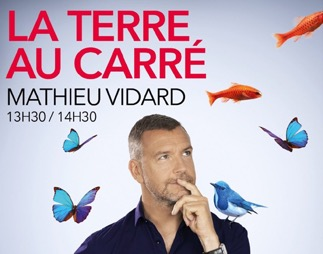 LA TERRE
AU CARRÉ
MATHIEU VIDARD
13H30 / 14H30